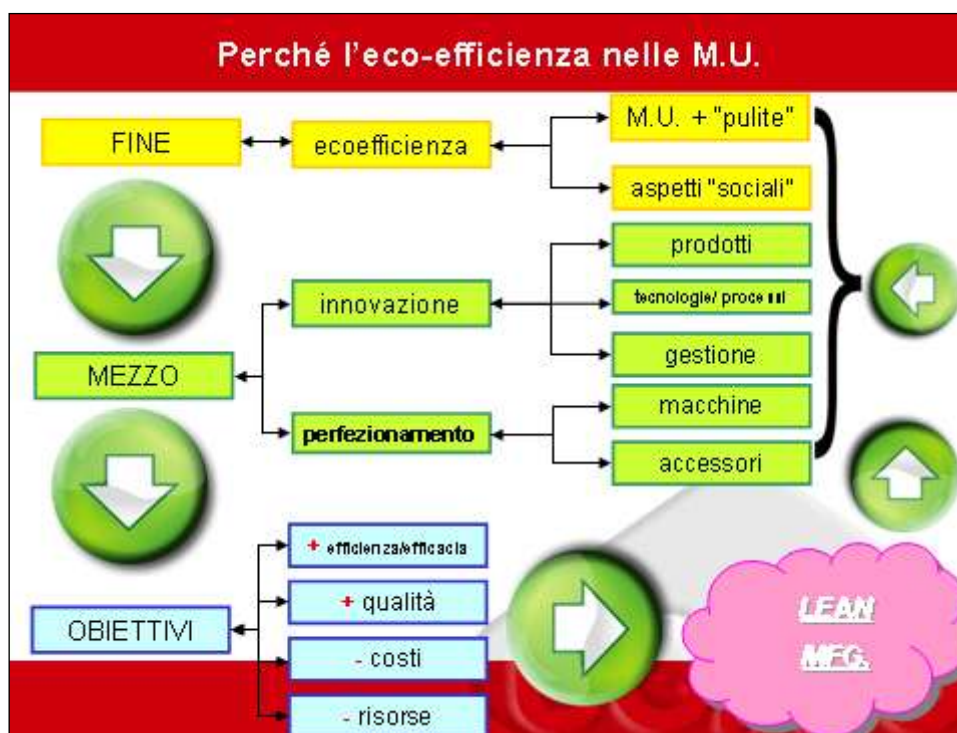 Perché l'eco-efficienza nelle M.U.
FINE
ecoefficienza
M.U. + "pulite"
aspetti "sociali"
MEZZO
innovazione
prodotti
tecnologie/
gestione
perfezionamento
macchine
accessori
OBIETTIVI
+ efficienza/efficacia
+ qualità
- costi
- risorse
LEAN
MFG.